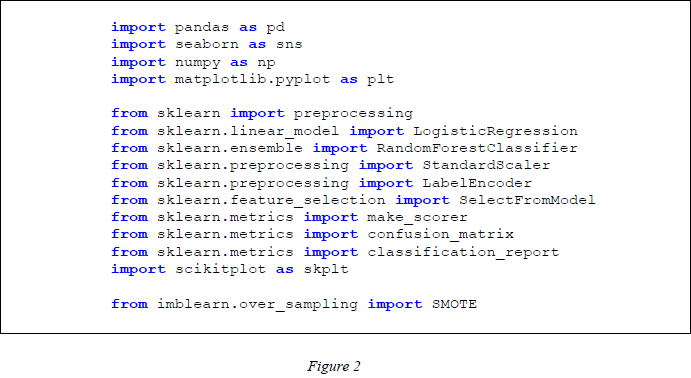 import pandas as pd
import seaborn as sns
import numpy as np
import matplotlib.pyplot as plt
from sklearn import preprocessing
from sklearn.linear_model import LogisticRegression
from sklearn.ensemble import RandomForestClassifier
from sklearn.preprocessing import StandardScaler
from sklearn.preprocessing import LabelEncoder
from sklearn.feature_selection import SelectFromModel
from sklearn.metrics import make_scorer
from sklearn.metrics import confusion_matrix
from sklearn.metrics import classification_report
import scikitplot as skplt
from imblearn.over_sampling import SMOTE
Figure 2